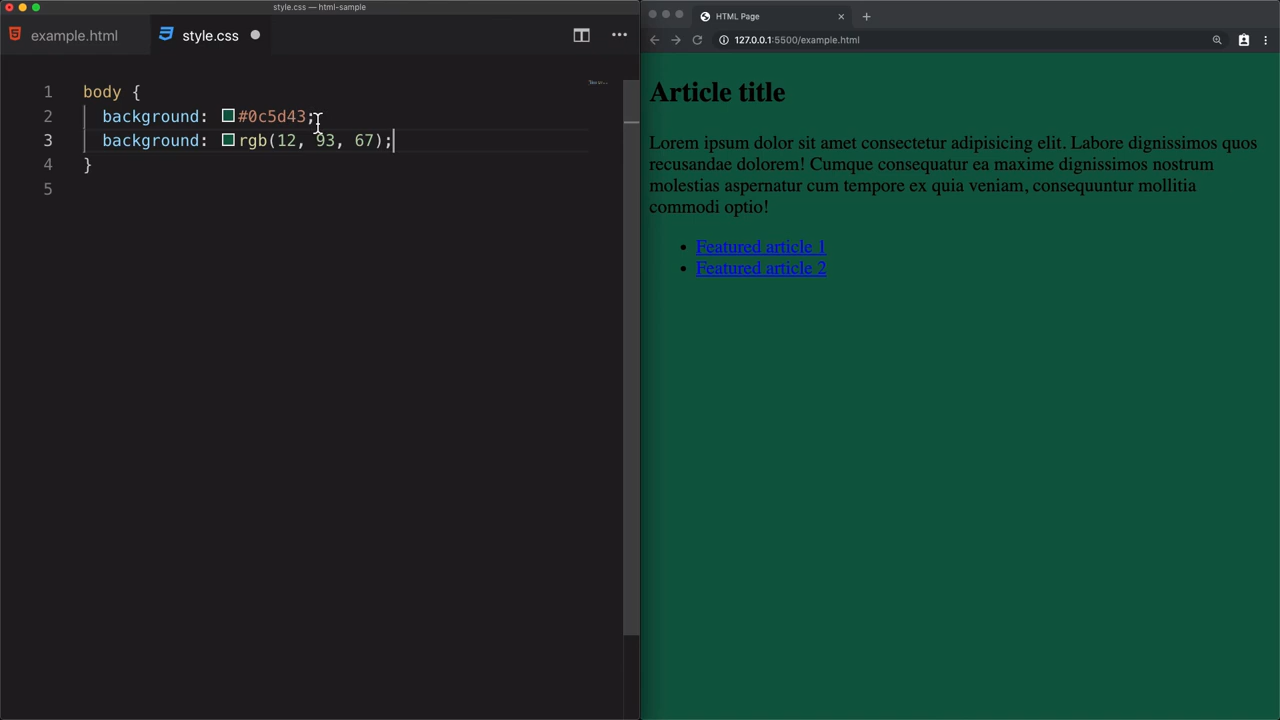 style.css — html-sample
example.html
style.css
1 body {
2 background: #0c5d43;
3 background: rgb(12, 93, 67);
4 }
5
HTML Page
127.0.0.1:5500/example.html
Article title
Lorem ipsum dolor sit amet consectetur adipisicing elit. Labore dignissimos quos
recusandae dolorem! Cumque consequatur ea maxime dignissimos nostrum
molestias aspernatur cum tempore ex quia veniam, consequuntur mollitia
commodi optio!
• Featured article 1
• Featured article 2